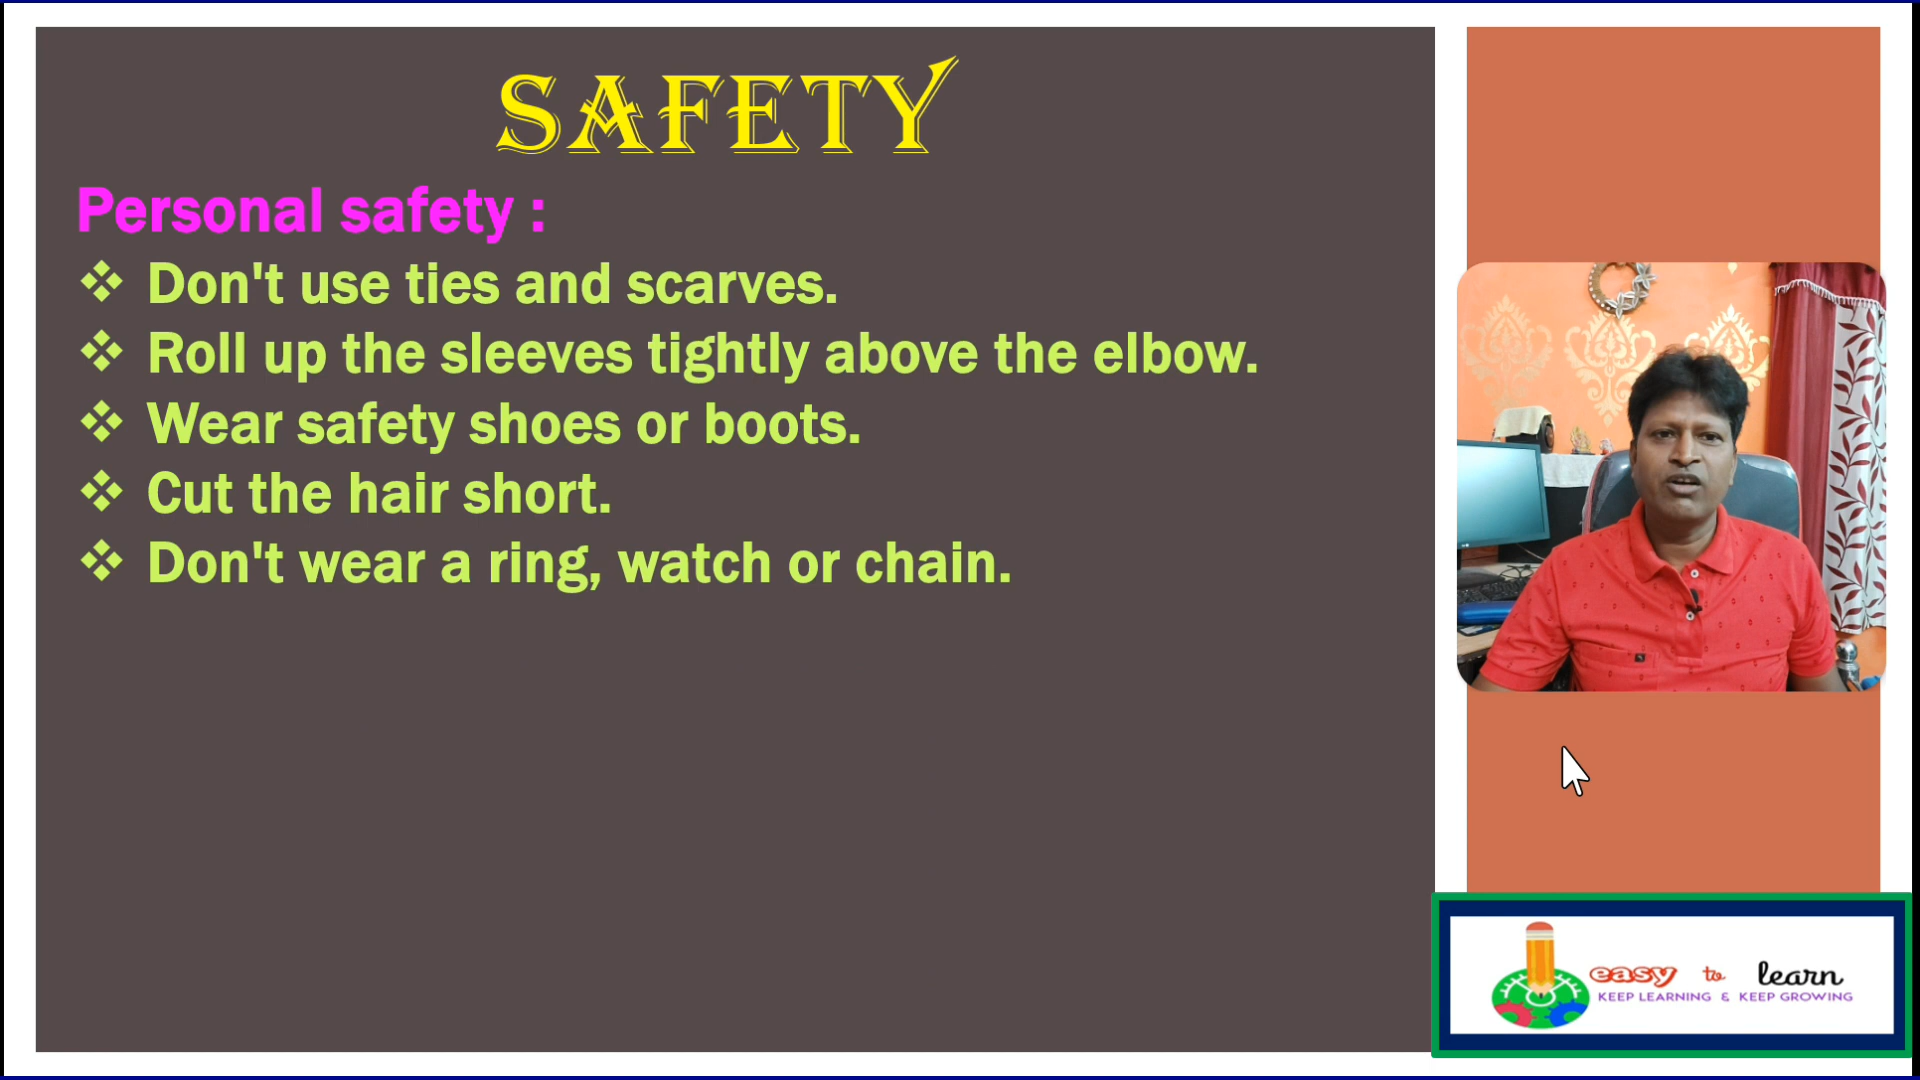 SAFETY
Personal safety :
❖ Don't use ties and scarves.
❖ Roll up the sleeves tightly above the elbow.
❖ Wear safety shoes or boots.
❖ Cut the hair short.
❖ Don't wear a ring, watch or chain.
easy to learn
KEEP LEARNING & KEEP GROWING